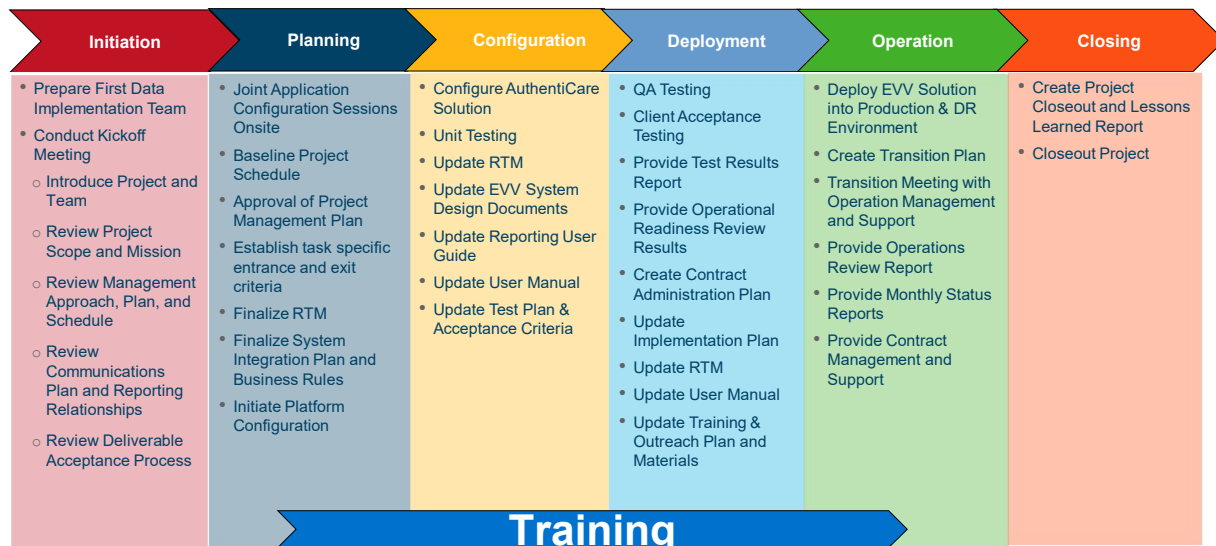 Initiation
Planning
Configuration
Deployment
Operation
Closing
• Prepare First Data
Implementation Team
• Conduct Kickoff
Meeting
o Introduce Project and
Team
o Review Project
Scope and Mission
o Review Management
Approach, Plan, and
Schedule
o Review
Communications
Plan and Reporting
Relationships
o Review Deliverable
Acceptance Process
• Joint Application
Configuration Sessions
Onsite
• Baseline Project
Schedule
• Approval of Project
Management Plan
• Establish task specific
entrance and exit
criteria
• Finalize RTM
• Finalize System
Integration Plan and
Business Rules
• Initiate Platform
Configuration
• Configure AuthentiCare
Solution
• Unit Testing
• Update RTM
• Update EVV System
Design Documents
• Update Reporting User
Guide
• Update User Manual
• Update Test Plan &
Acceptance Criteria
• QA Testing
• Client Acceptance
Testing
• Provide Test Results
Report
• Provide Operational
Readiness Review
Results
• Create Contract
Administration Plan
• Update
Implementation Plan
• Update RTM
• Update User Manual
• Update Training &
Outreach Plan and
Materials
• Deploy EVV Solution
into Production & DR
Environment
• Create Transition Plan
• Transition Meeting with
Operation Management
and Support
• Provide Operations
Review Report
• Provide Monthly Status
Reports
• Provide Contract
Management and
Support
• Create Project
Closeout and Lessons
Learned Report
• Closeout Project
Training